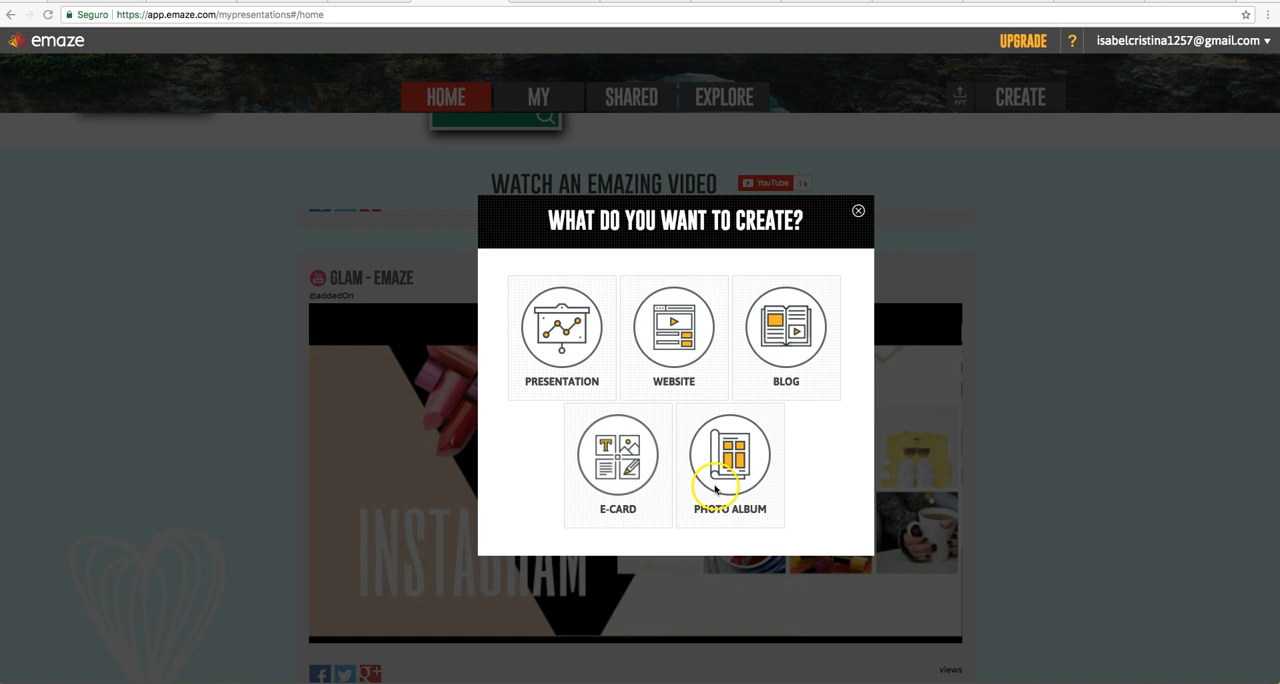 Seguro https://app.emaze.com/mypresentations#/home
emaze UPGRADE ? isabelcristina1257@gmail.com
HOME MY SHARED EXPLORE PPT CREATE
WATCH AN EMAZING VIDEO YouTube 1k
WHAT DO YOU WANT TO CREATE?
GLAM - EMAZE
@addedOn
PRESENTATION WEBSITE BLOG
T
E-CARD PHOTO ALBUM
INSTAGRAM
views